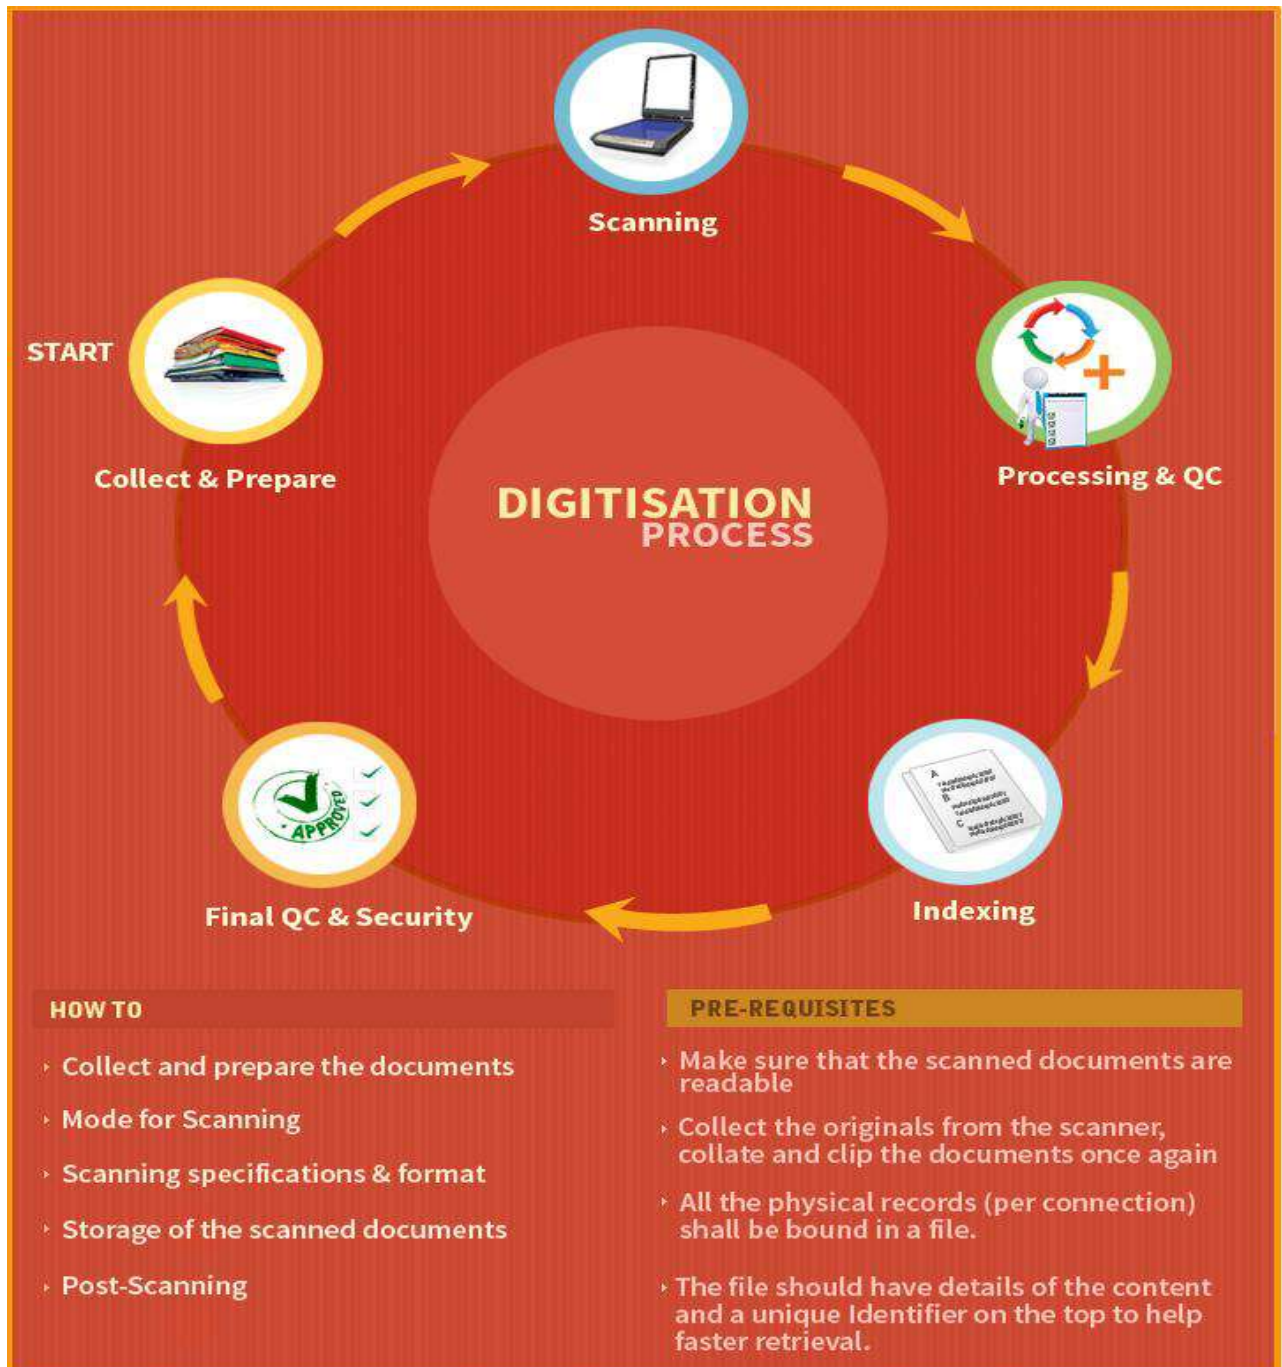 Scanning
START
Collect & Prepare
Processing & QC
DIGITISATION
PROCESS
APPROVED
A
B
C
Final QC & Security
Indexing
HOW TO
Collect and prepare the documents
Mode for Scanning
Scanning specifications & format
Storage of the scanned documents
Post-Scanning
PRE-REQUISITES
Make sure that the scanned documents are
readable
Collect the originals from the scanner,
collate and clip the documents once again
All the physical records (per connection)
shall be bound in a file.
The file should have details of the content
and a unique Identifier on the top to help
faster retrieval.